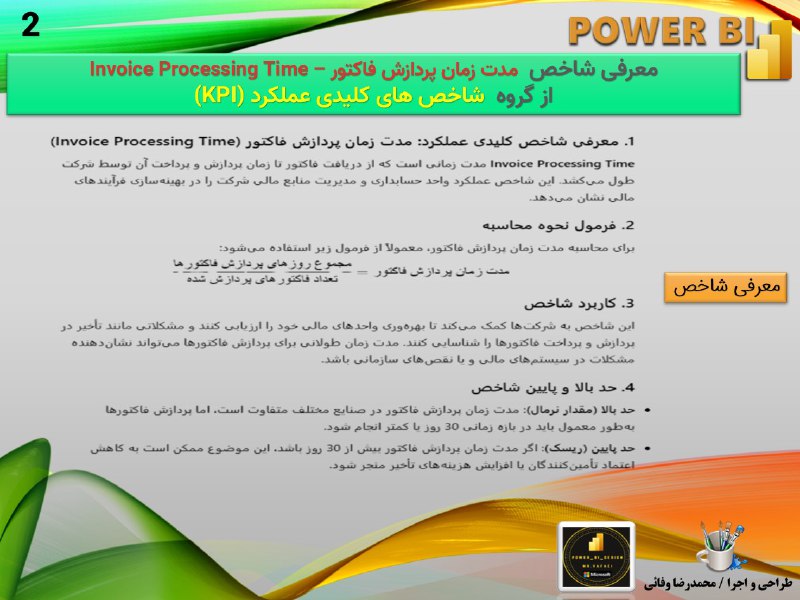 2
POWER BI
معرفی شاخص مدت زمان پردازش فاکتور – Invoice Processing Time
از گروه شاخص های کلیدی عملکرد (KPI)
1. معرفی شاخص کلیدی عملکرد: مدت زمان پردازش فاکتور (Invoice Processing Time)
Invoice Processing Time مدت زمانی است که از دریافت فاکتور تا زمان پردازش و پرداخت آن توسط شرکت
طول می‌کشد. این شاخص عملکرد واحد حسابداری و مدیریت منابع مالی شرکت را در بهینه‌سازی فرآیندهای
مالی نشان می‌دهد.
2. فرمول نحوه محاسبه
برای محاسبه مدت زمان پردازش فاکتور، معمولاً از فرمول زیر استفاده می‌شود:
مجموع روزهای پردازش فاکتورها
مدت زمان پردازش فاکتور =
تعداد فاکتورهای پردازش شده
معرفی شاخص
3. کاربرد شاخص
این شاخص به شرکت‌ها کمک می‌کند تا بهره‌وری واحدهای مالی خود را ارزیابی کنند و مشکلاتی مانند تأخیر در
پردازش و پرداخت فاکتورها را شناسایی کنند. مدت زمان طولانی برای پردازش فاکتورها می‌تواند نشان‌دهنده
مشکلات در سیستم‌های مالی و یا نقص‌های سازمانی باشد.
4. حد بالا و پایین شاخص
• حد بالا (مقدار نرمال): مدت زمان پردازش فاکتور در صنایع مختلف متفاوت است، اما پردازش فاکتورها
به‌طور معمول باید در بازه زمانی 30 روز یا کمتر انجام شود.
• حد پایین (ریسک): اگر مدت زمان پردازش فاکتور بیش از 30 روز باشد، این موضوع ممکن است به کاهش
اعتماد تأمین‌کنندگان یا افزایش هزینه‌های تأخیر منجر شود.
POWER_BI_DESIGN
MR.VAFAEI
Microsoft
طراحی و اجرا / محمدرضا وفائی